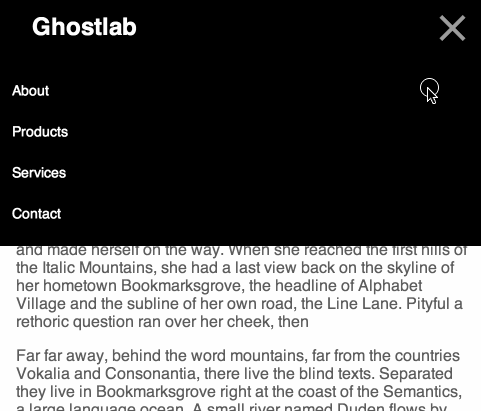 Ghostlab
About
Products
Services
Contact
and made herself on the way. When she reached the first hills of
the Italic Mountains, she had a last view back on the skyline of
her hometown Bookmarksgrove, the headline of Alphabet
Village and the subline of her own road, the Line Lane. Pityful a
rethoric question ran over her cheek, then
Far far away, behind the word mountains, far from the countries
Vokalia and Consonantia, there live the blind texts. Separated
they live in Bookmarksgrove right at the coast of the Semantics,
a large language ocean. A small river named Duden flows by